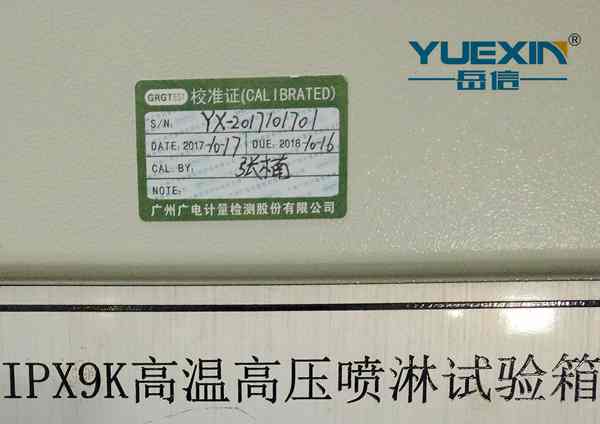 YUEXIN®
岳信
GRGTEST 校准证(CALIBRATED)
S/N: YX-2017101701
DATE: 2017-10-17 DUE: 2018-10-16
CAL BY: 张楠
NOTE:
广州广电计量检测股份有限公司
IPX9K高温高压喷淋试验箱